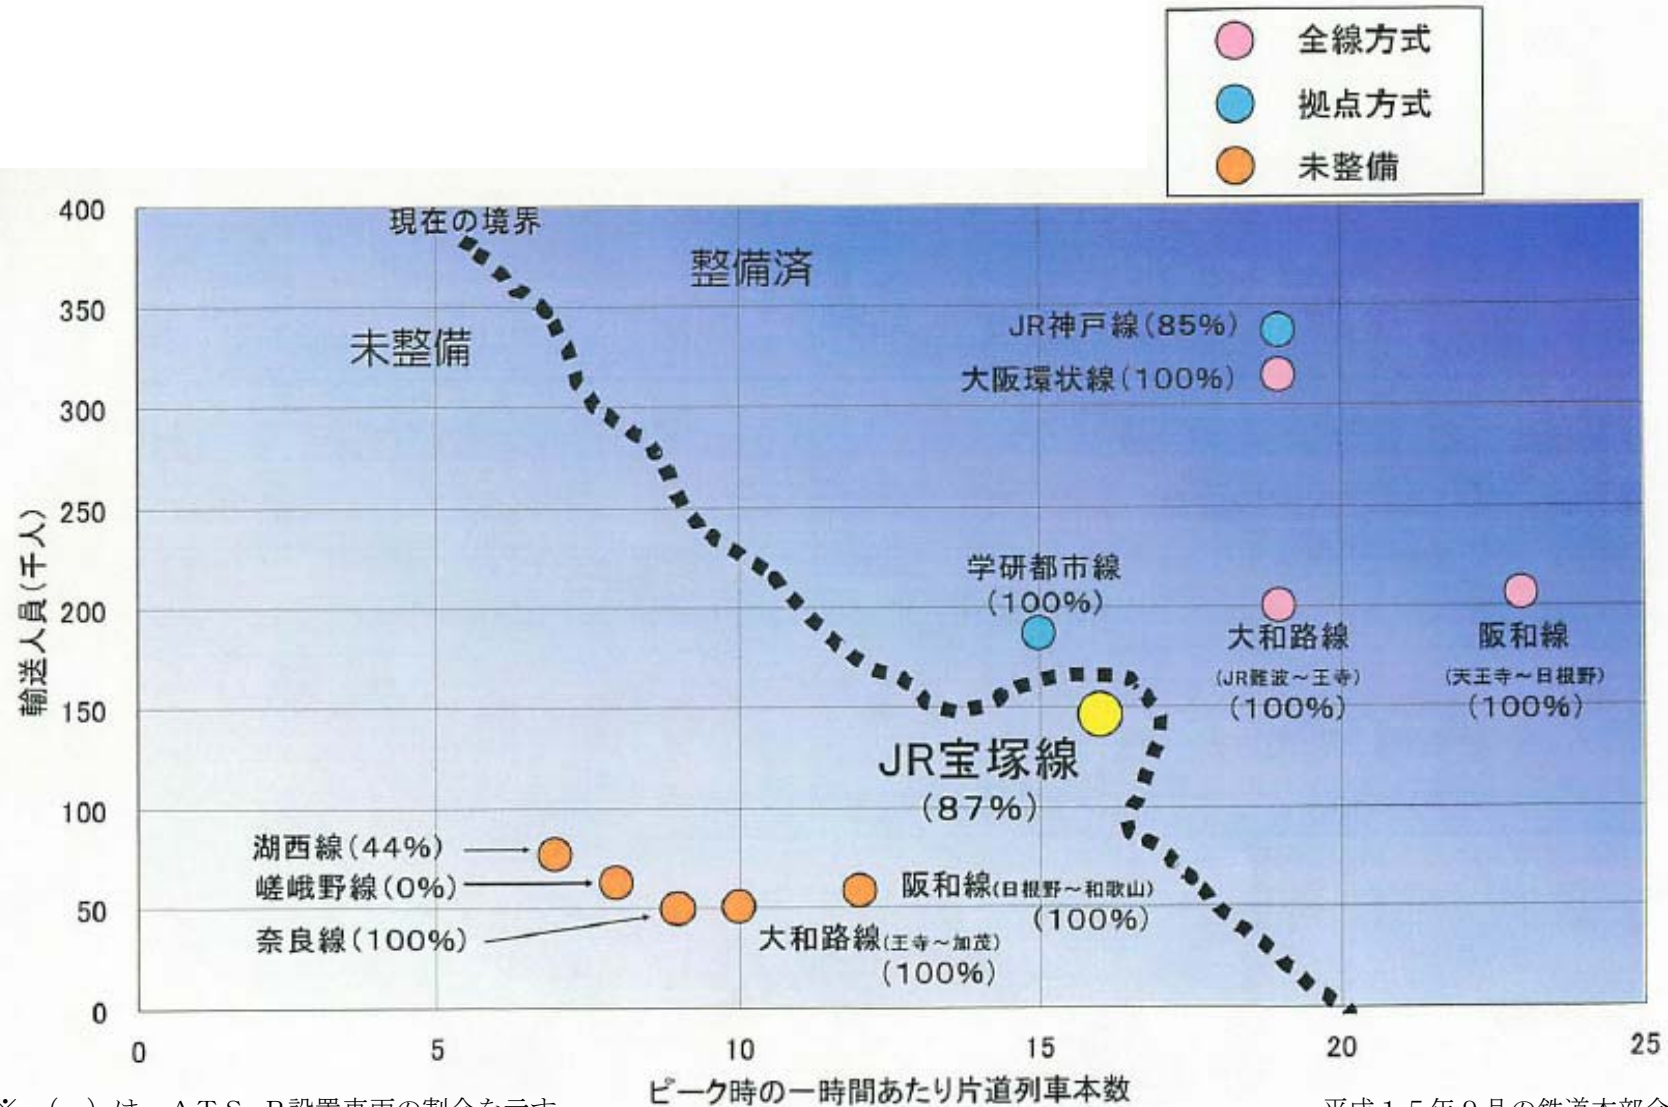 全線方式
拠点方式
未整備
400
350
300
250
200
150
100
50
0
輸送人員(千人)
現在の境界
整備済
未整備
JR神戸線(85%)
大阪環状線(100%)
学研都市線
(100%)
大和路線
(JR難波～王寺)
(100%)
阪和線
(天王寺～日根野)
(100%)
JR宝塚線
(87%)
湖西線(44%)
嵯峨野線(0%)
奈良線(100%)
大和路線(王寺～加茂)
(100%)
阪和線(日根野～和歌山)
(100%)
0
5
10
15
20
25
ピーク時の一時間あたり片道列車本数